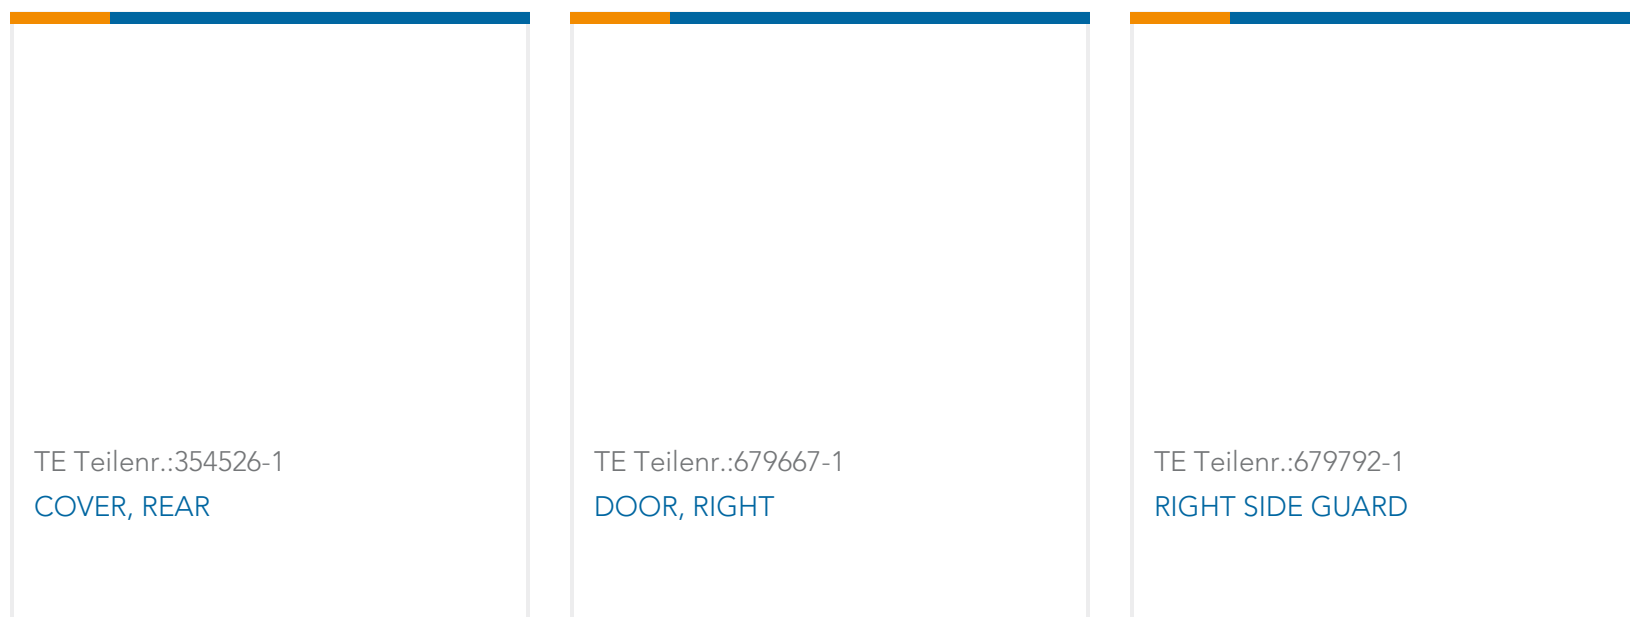 TE Teilenr.:354526-1
COVER, REAR
TE Teilenr.:679667-1
DOOR, RIGHT
TE Teilenr.:679792-1
RIGHT SIDE GUARD